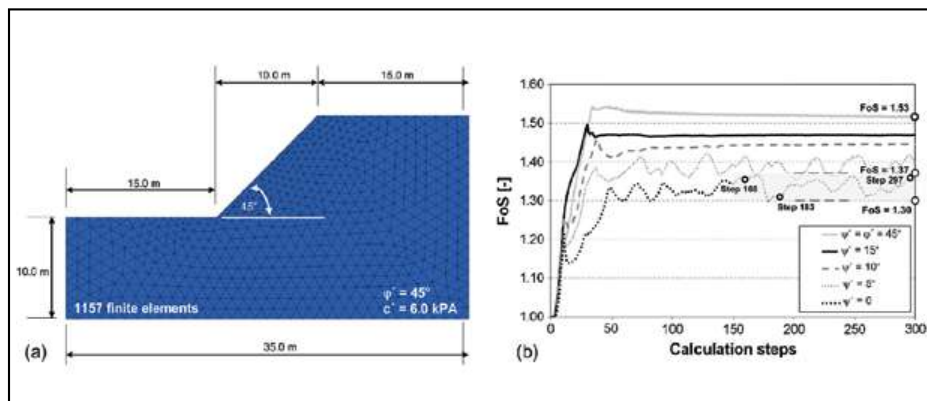 10.0 m
15.0 m
15.0 m
45°
10.0 m
1157 finite elements
φ´ = 45°
c´ = 6.0 kPA
(a)
35.0 m
FoS [-]
1.60
1.50
1.40
1.30
1.20
1.10
1.00
0
50
100
150
200
250
300
FoS = 1.53
FoS = 1.37
Step 297
Step 183
FoS = 1.30
ψ´ = φ´ = 45°
ψ´ = 15°
ψ´ = 10°
ψ´ = 0
(b)
Calculation steps